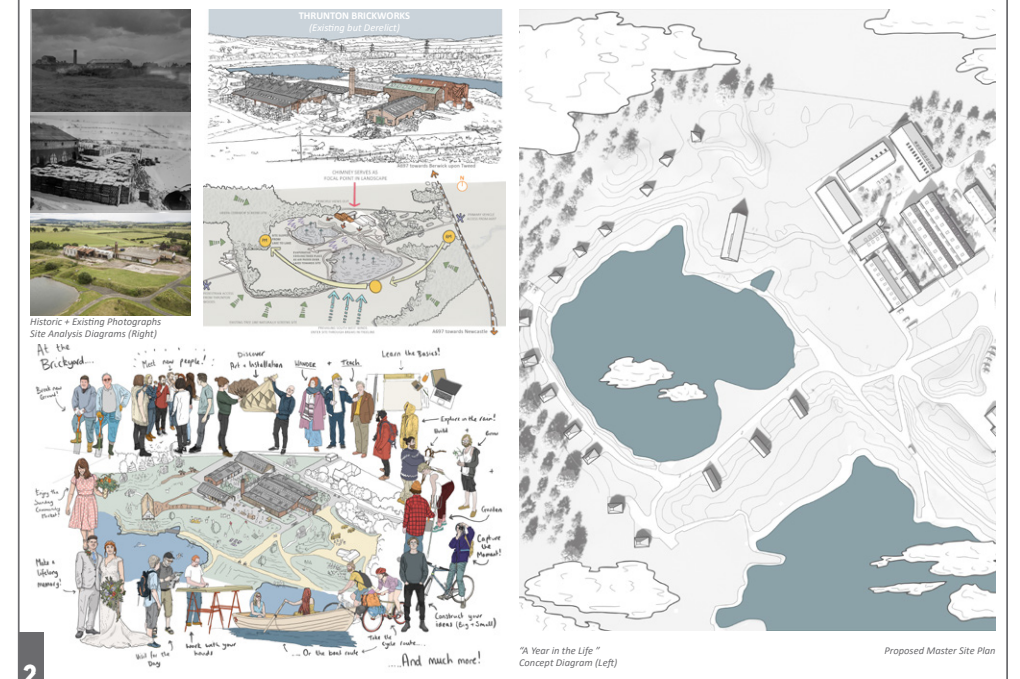 THRUNTON BRICKWORKS
(Existing but Derelict)
A697 towards Berwick upon Tweed
CHIMNEY SERVES AS
FOCAL POINT IN LANDSCAPE
N
A697 towards Newcastle
Historic + Existing Photographs
Site Analysis Diagrams (Right)
At the
Brickyard...
Meet new people!
Discover
Art + Installation
Wander + Teach
Learn the Basics!
Break new
Ground!
Explore in the rain!
Build
+
Grow
+
Enjoy the
Sunday
Community
Market!
Garden
Capture
the
Moment!
Make a
lifelong
memory!
Construct your
ideas (Big + Small)
Visit for the
Day
Work with your
hands
Take the
Cycle route...
.... Or the boat route
.....And much more!
2
"A Year in the Life "
Concept Diagram (Left)
Proposed Master Site Plan